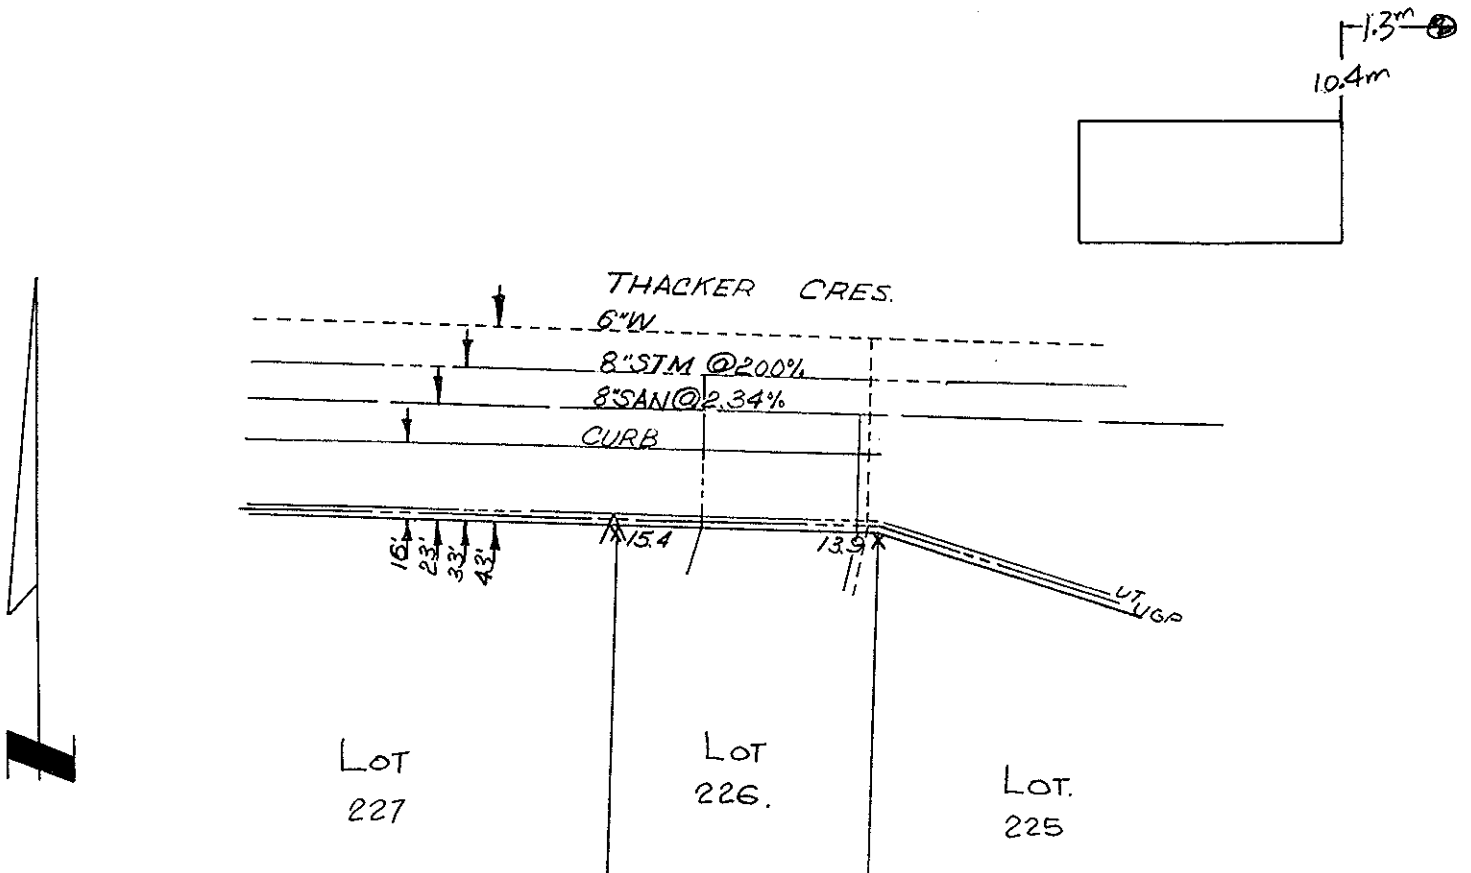 1.3m
10.4m
THACKER CRES.
6"W
8"STM @ 2.00%
8"SAN @ 2.34%
CURB
16'
23'
33'
43'
15.4
13.9
UT
UGP
LOT
227
LOT
226.
LOT.
225